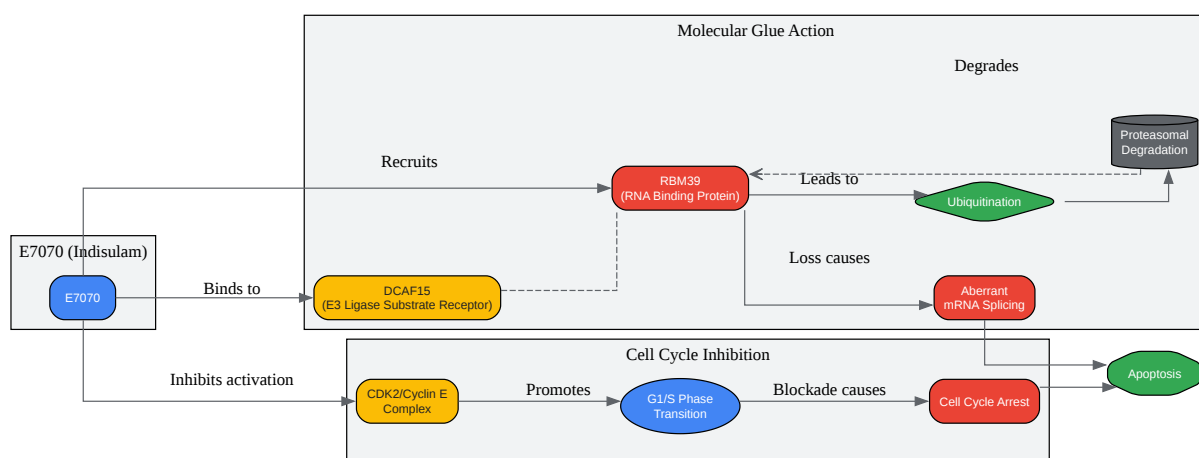 Molecular Glue Action
Degrades
Proteasomal
Degradation
Recruits
RBM39
(RNA Binding Protein)
Leads to
Ubiquitination
E7070 (Indisulam)
E7070
Binds to
DCAF15
(E3 Ligase Substrate Receptor)
Loss causes
Aberrant
mRNA Splicing
Cell Cycle Inhibition
Inhibits activation
CDK2/Cyclin E
Complex
Promotes
G1/S Phase
Transition
Blockade causes
Cell Cycle Arrest
Apoptosis